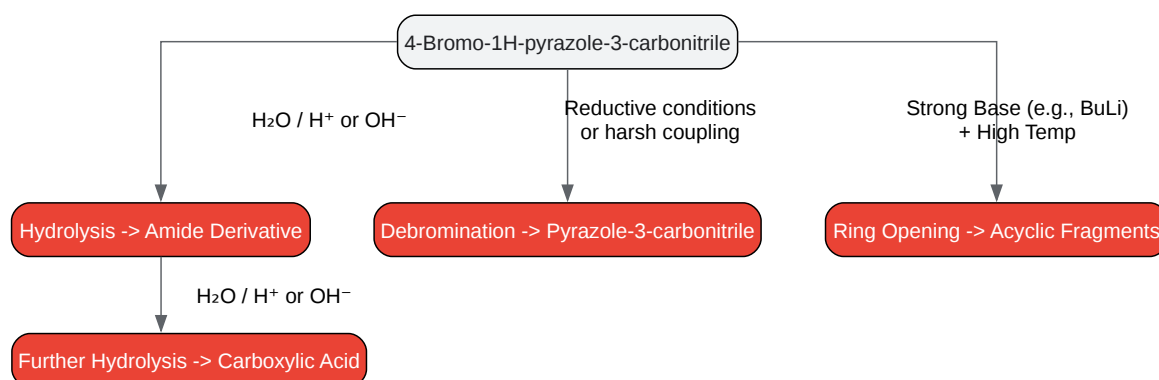 4-Bromo-1H-pyrazole-3-carbonitrile
H₂O / H⁺ or OH⁻
Reductive conditions
or harsh coupling
Strong Base (e.g., BuLi)
+ High Temp
Hydrolysis -> Amide Derivative
Debromination -> Pyrazole-3-carbonitrile
Ring Opening -> Acyclic Fragments
H₂O / H⁺ or OH⁻
Further Hydrolysis -> Carboxylic Acid